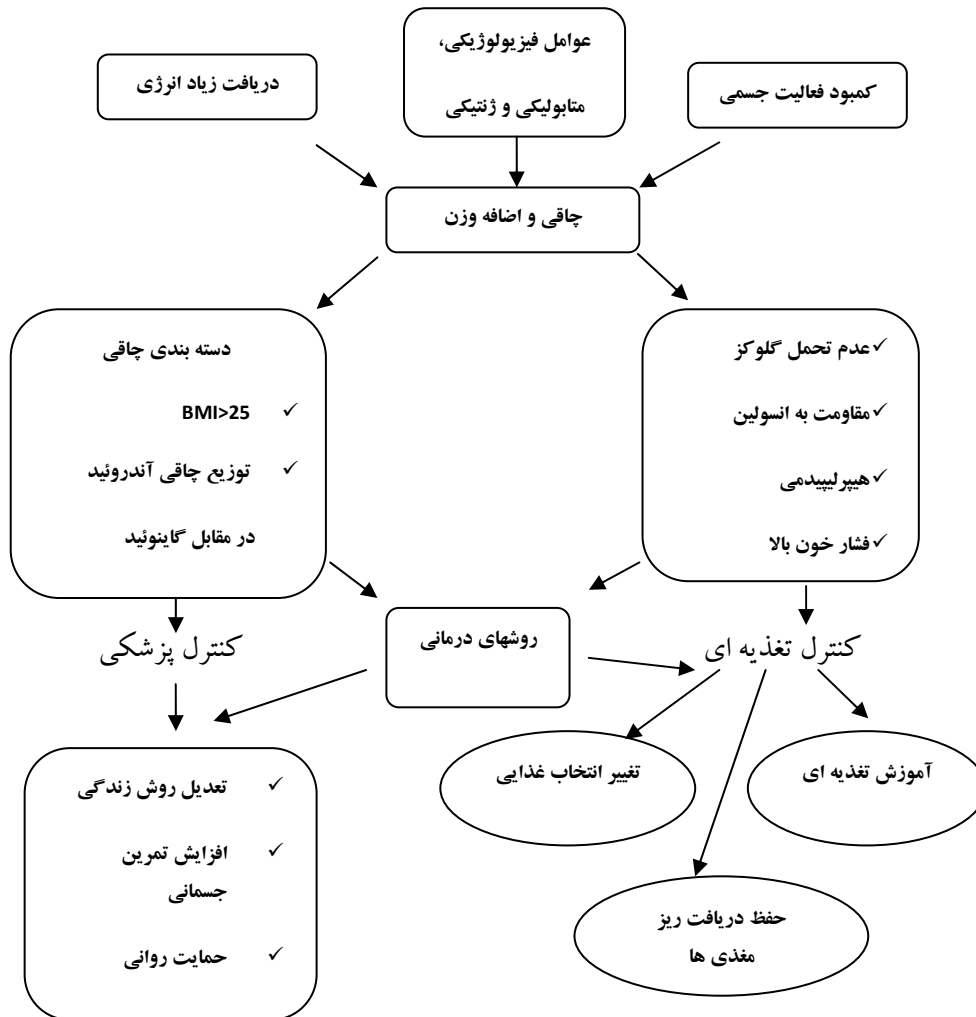 عوامل فیزیولوژیکی،
متابولیکی و ژنتیکی
کمبود فعالیت جسمی
دریافت زیاد انرژی
چاقی و اضافه وزن
✓عدم تحمل گلوکز
✓مقاومت به انسولین
✓هیپرلیپیدمی
✓فشار خون بالا
دسته بندی چاقی
✓ BMI>25
✓ توزیع چاقی آندروئید
در مقابل گاینوئید
روشهای درمانی
کنترل تغذیه ای
کنترل پزشکی
آموزش تغذیه ای
تغییر انتخاب غذایی
حفظ دریافت ریز
مغذی ها
✓ تعدیل روش زندگی
✓ افزایش تمرین
جسمانی
✓ حمایت روانی